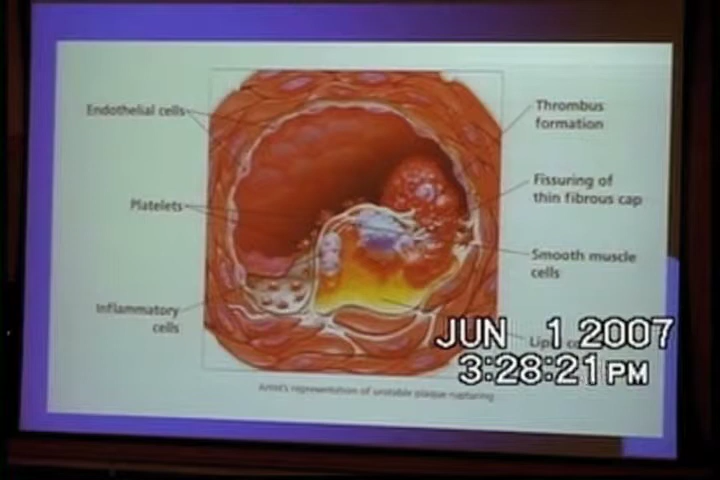 Endothelial cells
Platelets
Inflammatory
cells
Thrombus
formation
Fissuring of
thin fibrous cap
Smooth muscle
cells
Lipid
JUN 1 2007
3:28:21 PM
Artist's representation of unstable plaque rupturing